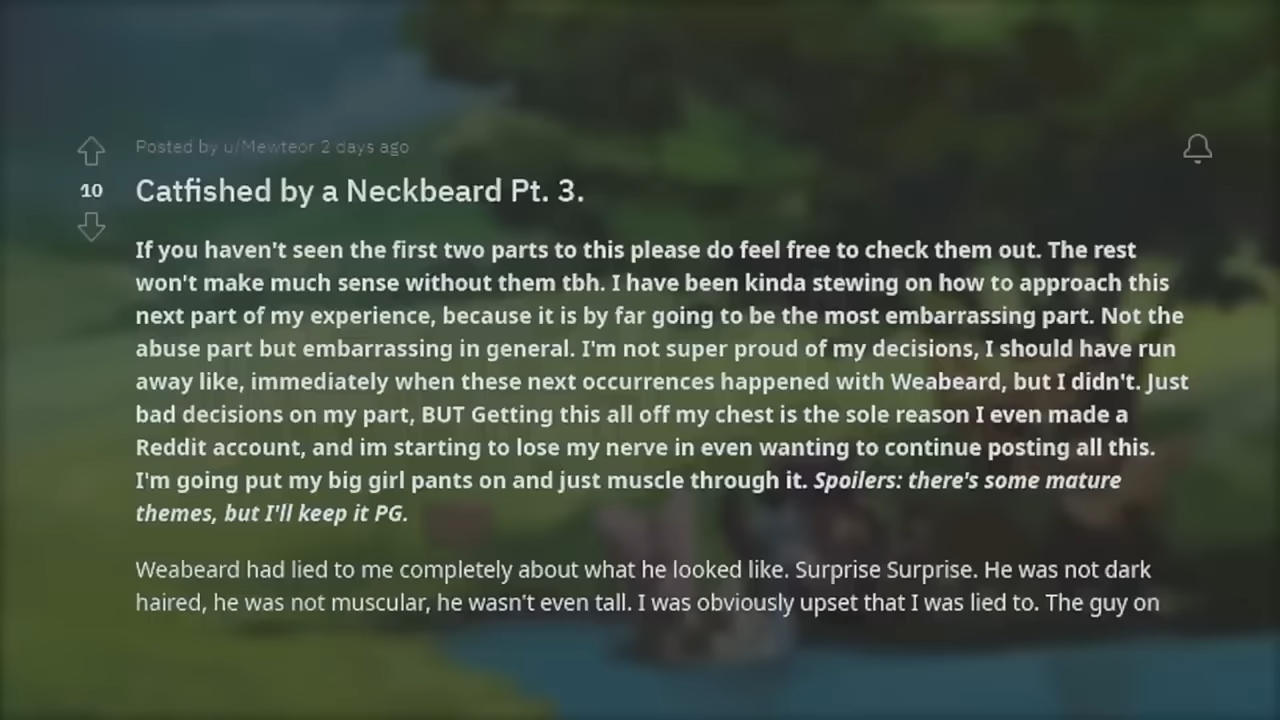 Posted by u/Mewteor 2 days ago
10
Catfished by a Neckbeard Pt. 3.
If you haven't seen the first two parts to this please do feel free to check them out. The rest
won't make much sense without them tbh. I have been kinda stewing on how to approach this
next part of my experience, because it is by far going to be the most embarrassing part. Not the
abuse part but embarrassing in general. I'm not super proud of my decisions, I should have run
away like, immediately when these next occurrences happened with Weabeard, but I didn't. Just
bad decisions on my part, BUT Getting this all off my chest is the sole reason I even made a
Reddit account, and im starting to lose my nerve in even wanting to continue posting all this.
I'm going put my big girl pants on and just muscle through it. Spoilers: there's some mature
themes, but I'll keep it PG.
Weabeard had lied to me completely about what he looked like. Surprise Surprise. He was not dark
haired, he was not muscular, he wasn't even tall. I was obviously upset that I was lied to. The guy on